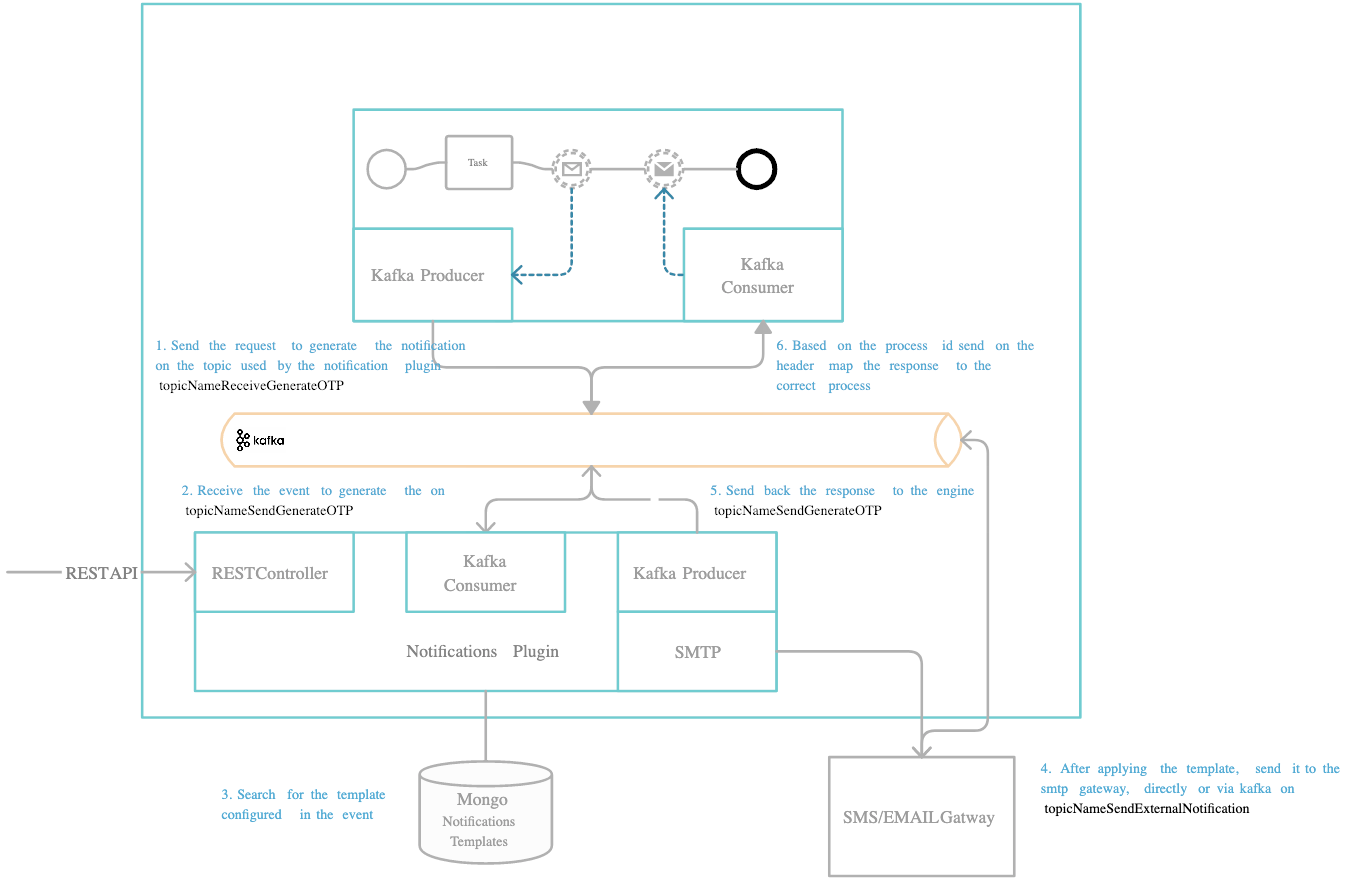 Task
Kafka Producer
Kafka
Consumer
1. Send the request to generate the notification
on the topic used by the notification plugin
topicNameReceiveGenerateOTP
6. Based on the process id send on the
header map the response to the
correct process
kafka
2. Receive the event to generate the on
topicNameSendGenerateOTP
5. Send back the response to the engine
topicNameSendGenerateOTP
REST API
RESTController
Kafka
Consumer
Kafka Producer
Notifications Plugin
SMTP
3. Search for the template
configured in the event
Mongo
Notifications
Templates
SMS/EMAIL Gatway
4. After applying the template, send it to the
smtp gateway, directly or via kafka on
topicNameSendExternalNotification